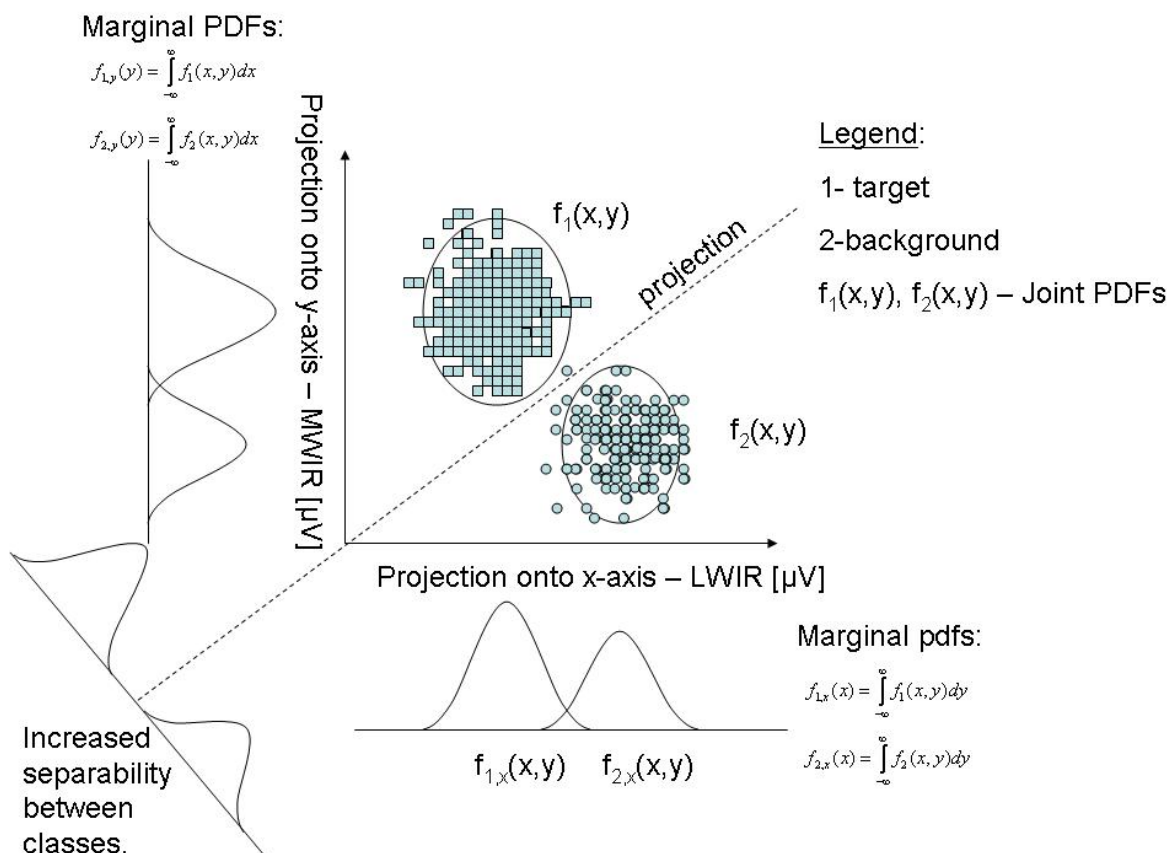 Marginal PDFs:
f₁,y(y) = ∫_{-∞}^{∞} f₁(x,y)dx
f₂,y(y) = ∫_{-∞}^{∞} f₂(x,y)dx
Projection onto y-axis – MWIR [µV]
f₁(x,y)
projection
f₂(x,y)
Legend:
1- target
2-background
f₁(x,y), f₂(x,y) – Joint PDFs
Projection onto x-axis – LWIR [µV]
f₁,x(x,y)
f₂,x(x,y)
Marginal pdfs:
f₁,x(x) = ∫_{-∞}^{∞} f₁(x,y)dy
f₂,x(x) = ∫_{-∞}^{∞} f₂(x,y)dy
Increased
separability
between
classes.